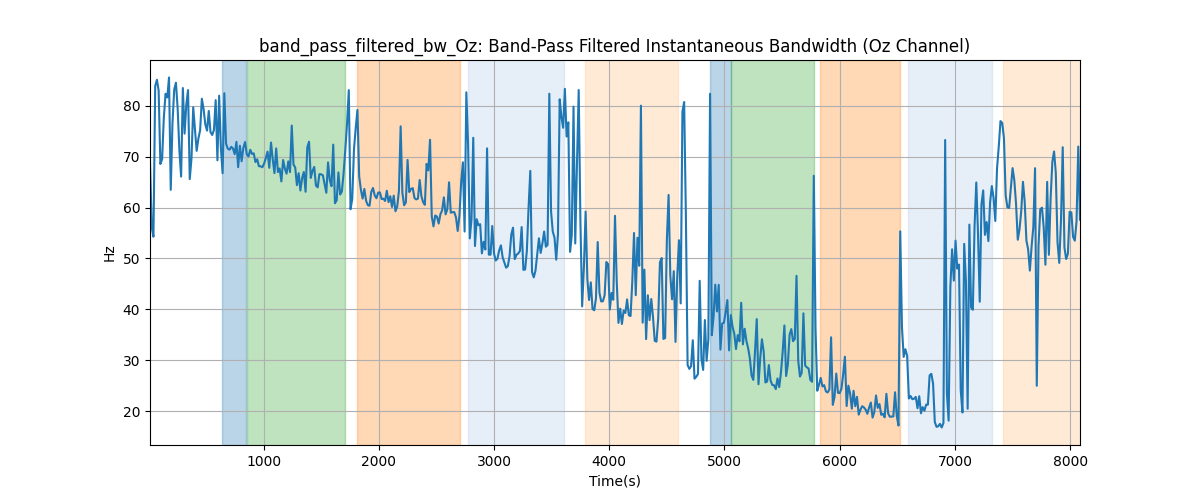 band_pass_filtered_bw_Oz: Band-Pass Filtered Instantaneous Bandwidth (Oz Channel)
80
70
60
50
40
30
20
Hz
1000 2000 3000 4000 5000 6000 7000 8000
Time(s)